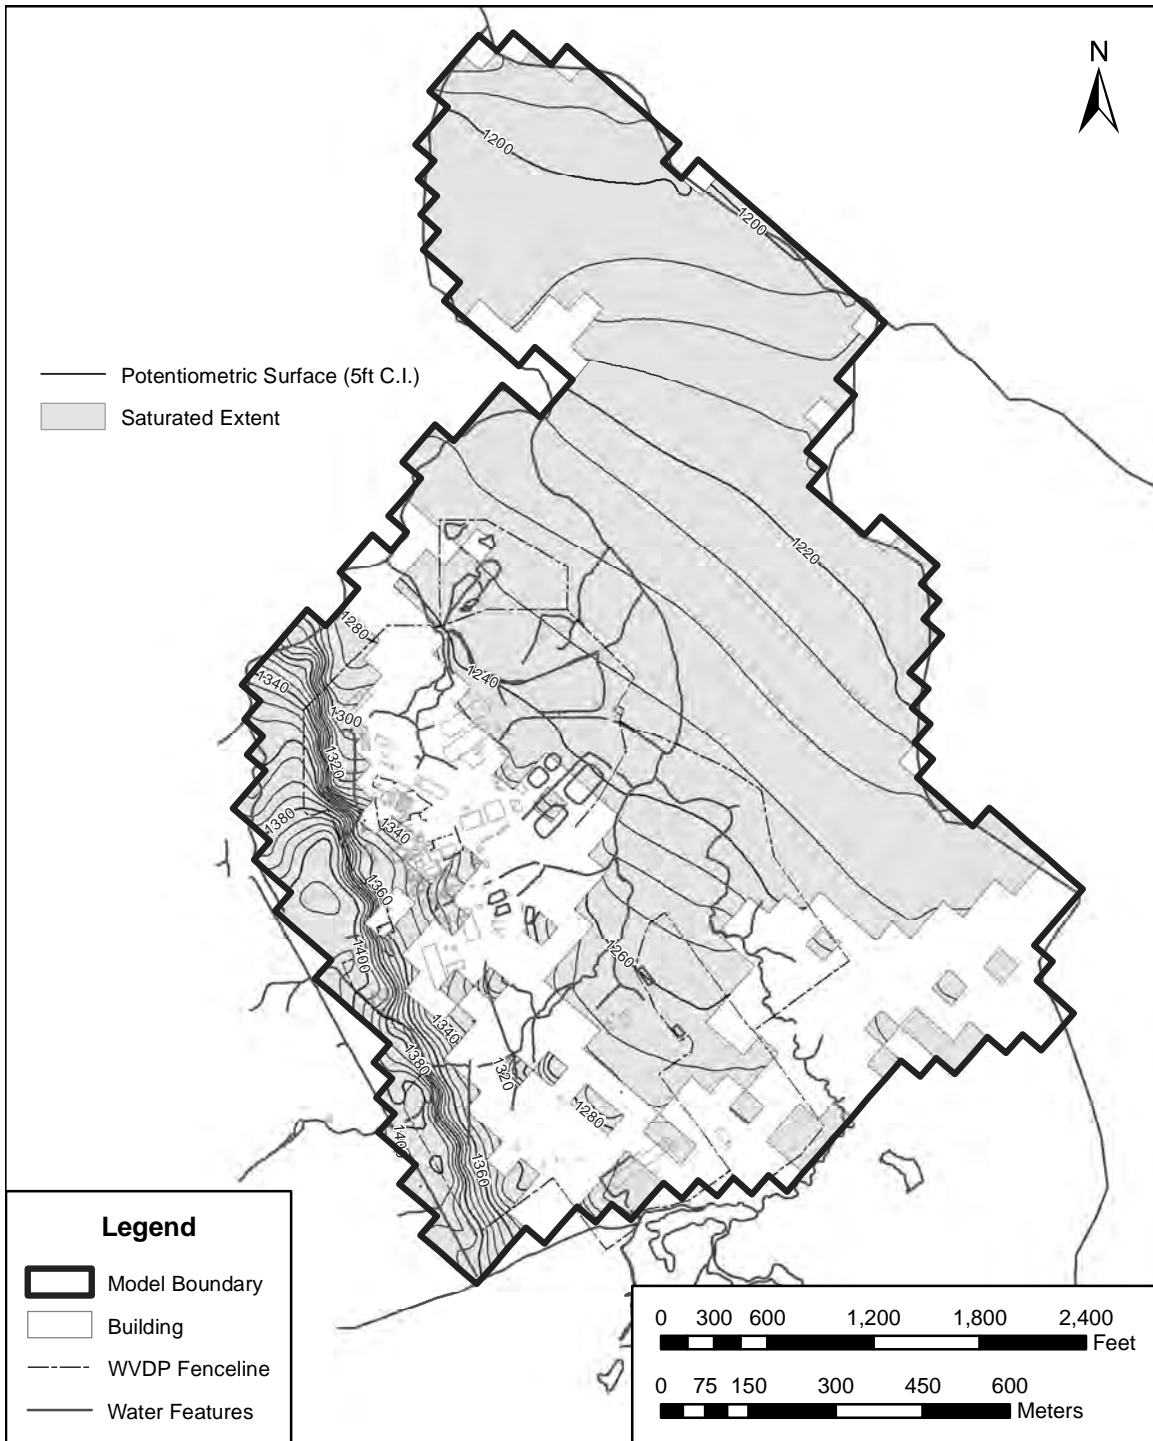 N
1200
1200
Potentiometric Surface (5ft C.I.)
Saturated Extent
1220
1280
1340
1240
1300
1320
1380
1340
1360
1400
1260
1340
1380
1320
1280
1400
1360
Legend
Model Boundary
Building
WVDP Fenceline
Water Features
0 300 600 1,200 1,800 2,400
Feet
0 75 150 300 450 600
Meters